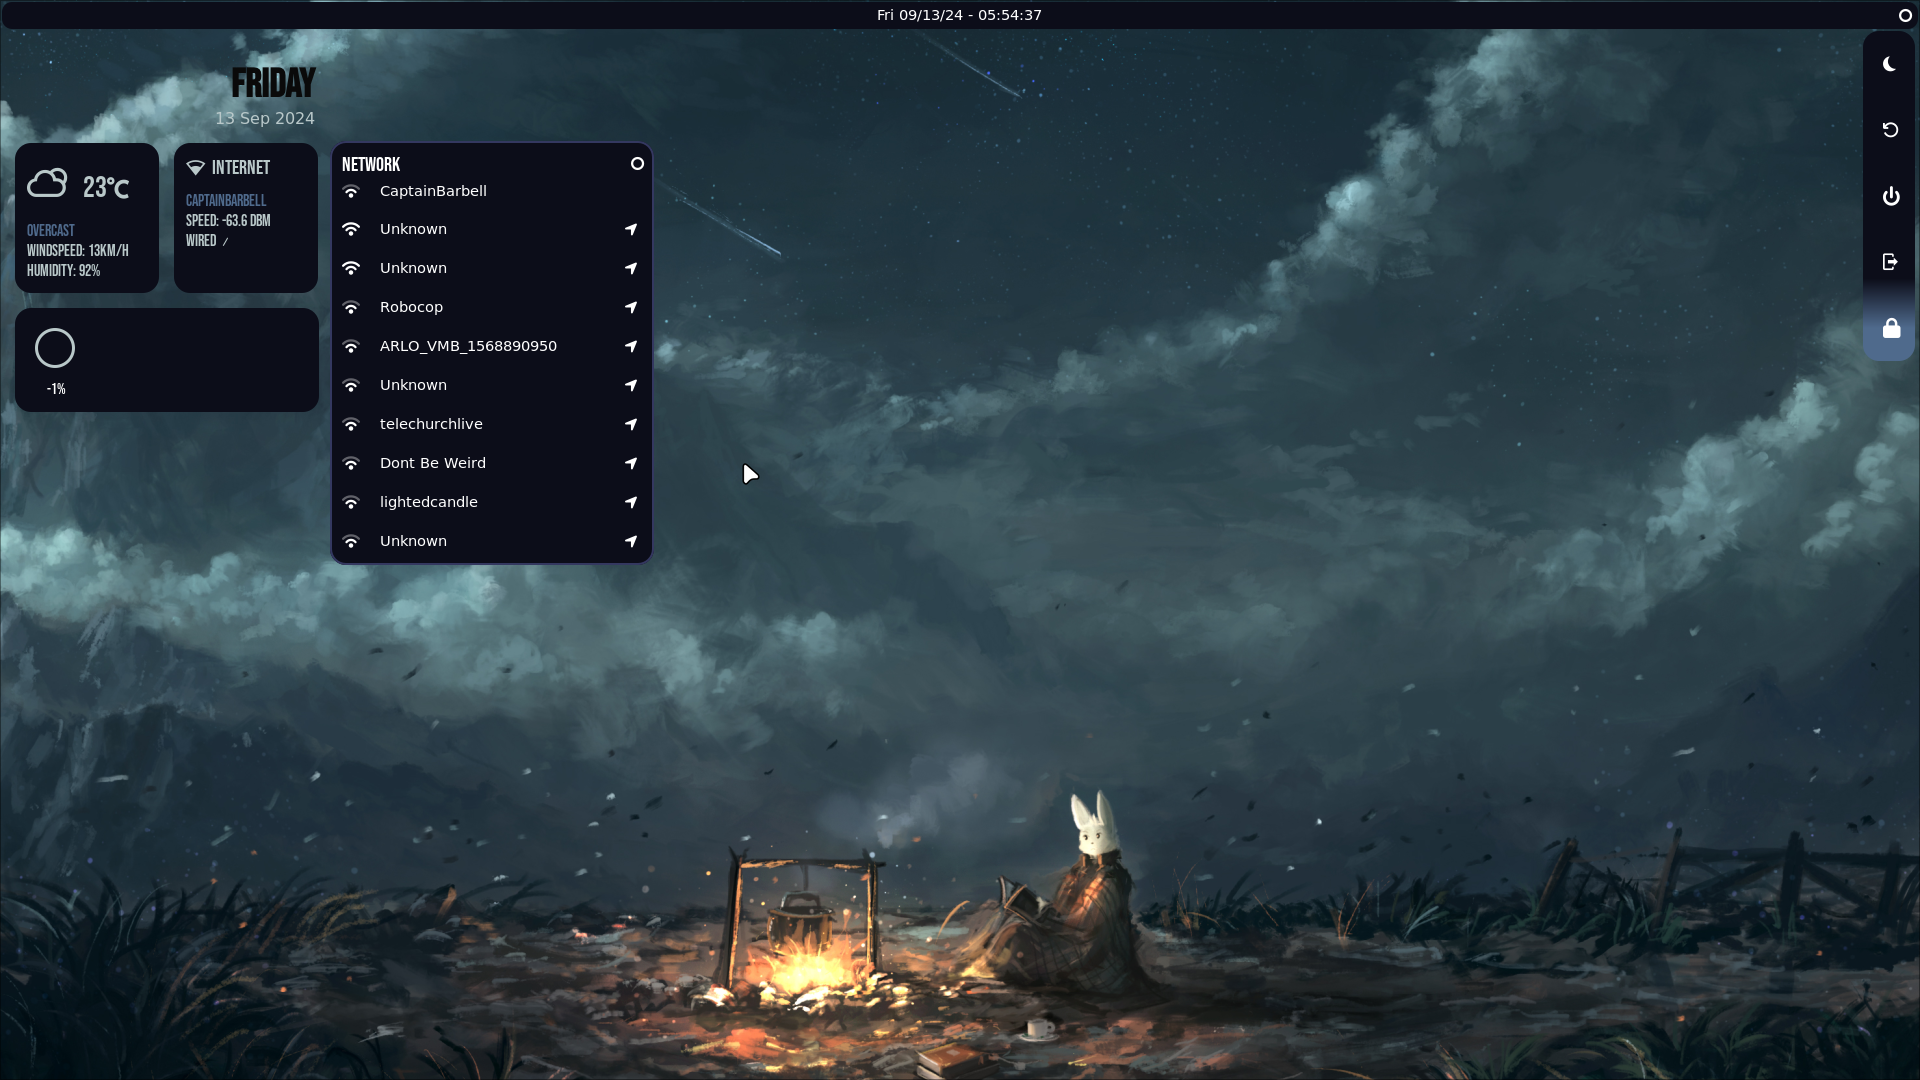 Fri 09/13/24 - 05:54:37
FRIDAY
13 Sep 2024
23°C
OVERCAST
WINDSPEED: 13KM/H
HUMIDITY: 92%
INTERNET
CAPTAINBARBELL
SPEED: -63.6 DBM
WIRED /
-1%
NETWORK
CaptainBarbell
Unknown
Unknown
Robocop
ARLO_VMB_1568890950
Unknown
telechurchlive
Dont Be Weird
lightedcandle
Unknown